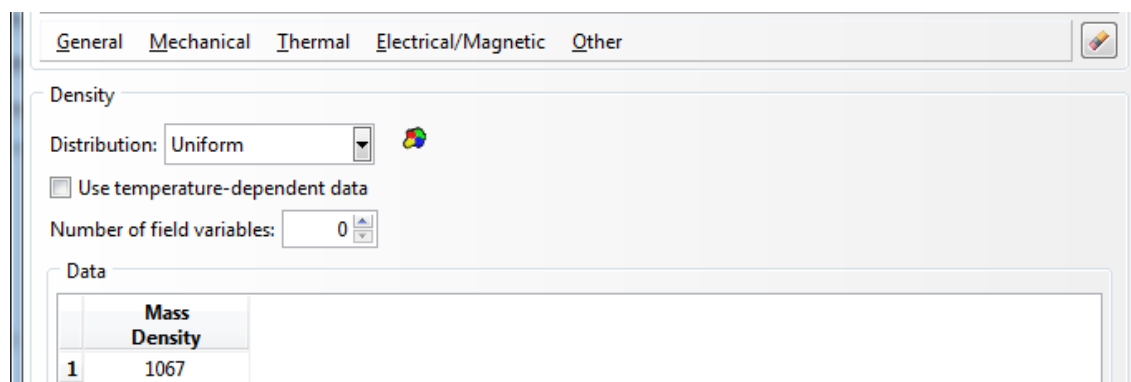 General Mechanical Thermal Electrical/Magnetic Other
Density
Distribution: Uniform
Use temperature-dependent data
Number of field variables: 0
Data
Mass
Density
1 1067